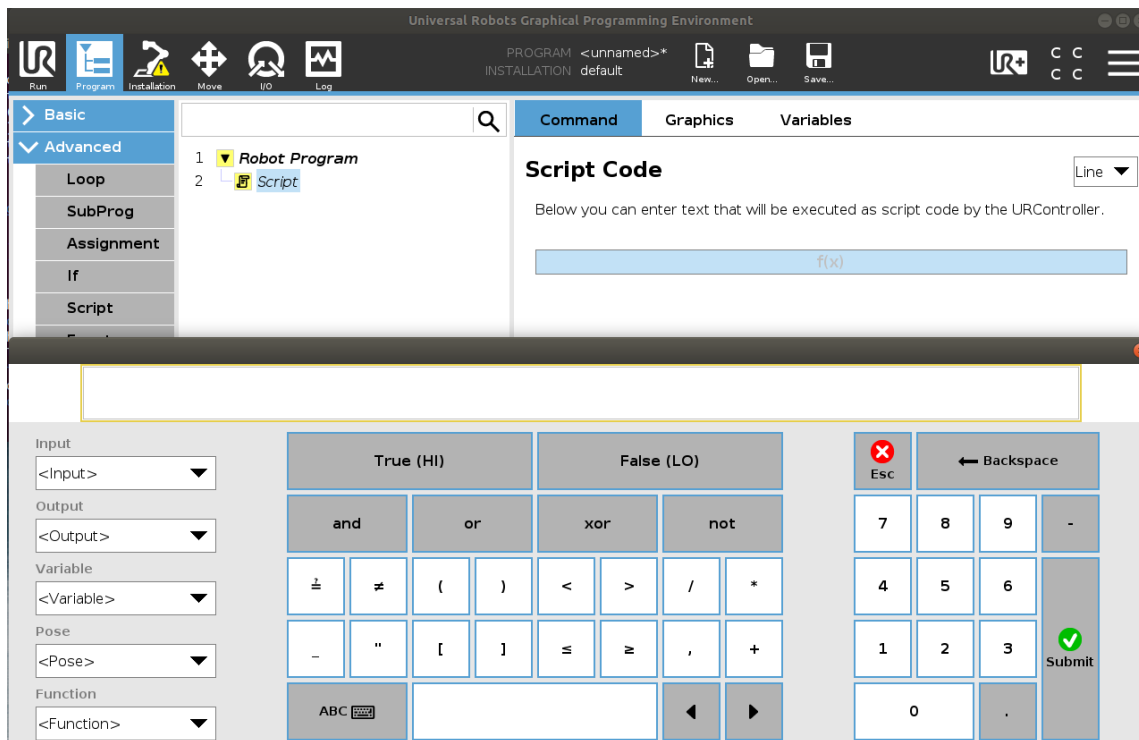 Universal Robots Graphical Programming Environment
PROGRAM <unnamed>*
INSTALLATION default
UR
Run
Program
Installation
Move
I/O
Log
New...
Open...
Save...
UR+
C C
C C
Basic
Advanced
Loop
SubProg
Assignment
If
Script
1 Robot Program
2 Script
Command Graphics Variables
Script Code
Line
Below you can enter text that will be executed as script code by the URController.
f(x)
Input
<Input>
Output
<Output>
Variable
<Variable>
Pose
<Pose>
Function
<Function>
True (HI) False (LO)
and or xor not
≟ ≠ ( ) < > / *
_ " [ ] ≤ ≥ , +
ABC
Esc Backspace
7 8 9 -
4 5 6
1 2 3 Submit
0 .